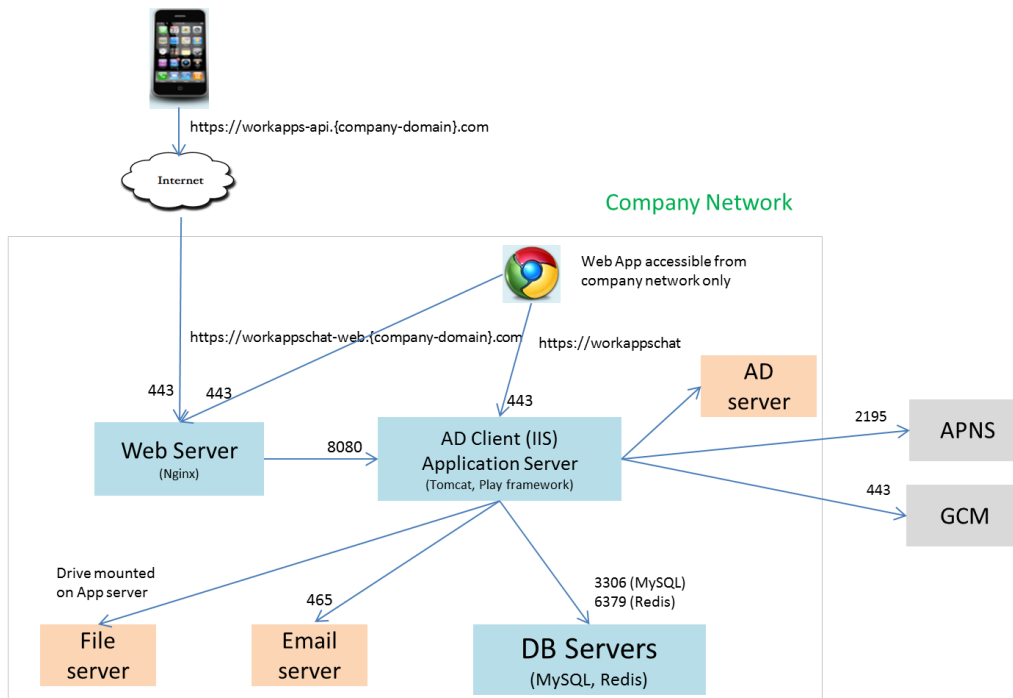 https://workapps-api.{company-domain}.com
Internet
Company Network
Web App accessible from
company network only
https://workappschat-web.{company-domain}.com
https://workappschat
443
443
443
AD
server
2195
APNS
Web Server
(Nginx)
8080
AD Client (IIS)
Application Server
(Tomcat, Play framework)
443
GCM
Drive mounted
on App server
465
3306 (MySQL)
6379 (Redis)
File
server
Email
server
DB Servers
(MySQL, Redis)